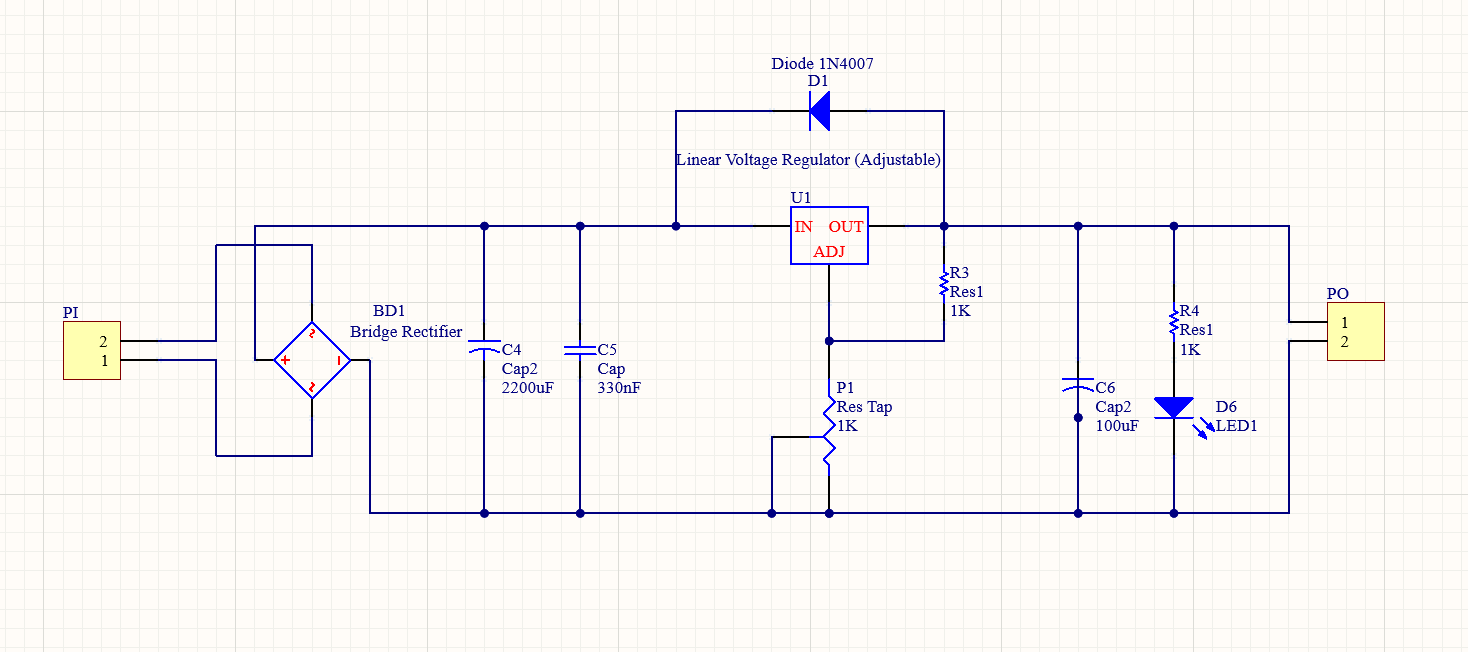 Diode 1N4007
D1
Linear Voltage Regulator (Adjustable)
U1
IN OUT
ADJ
PI
2
1
BD1
Bridge Rectifier
+
~
~
C4
Cap2
2200uF
C5
Cap
330nF
R3
Res1
1K
P1
Res Tap
1K
C6
Cap2
100uF
R4
Res1
1K
D6
LED1
PO
1
2